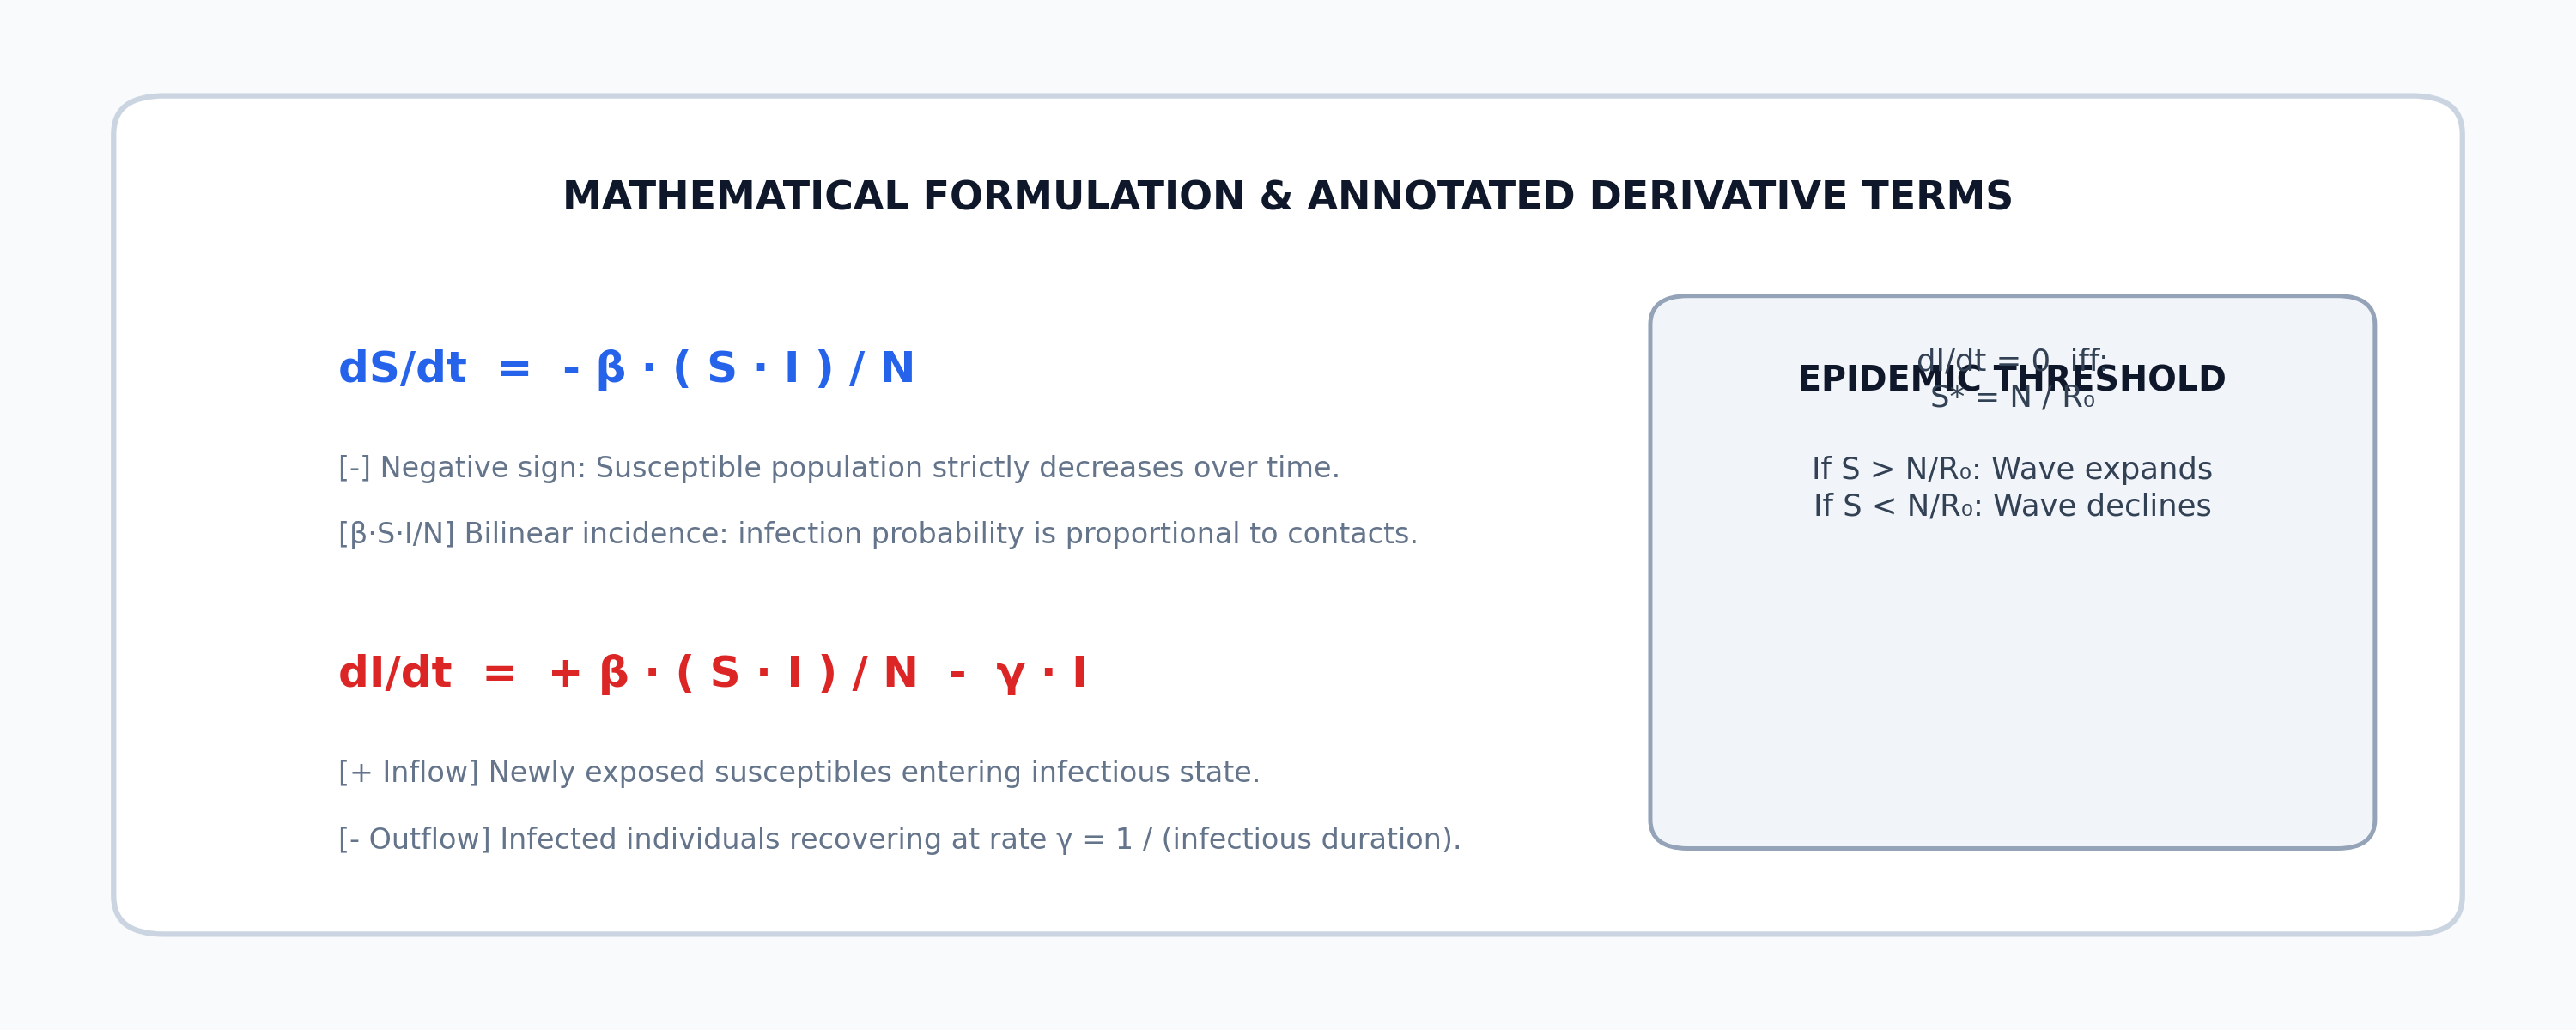 MATHEMATICAL FORMULATION & ANNOTATED DERIVATIVE TERMS
dS/dt = - β · ( S · I ) / N
[-] Negative sign: Susceptible population strictly decreases over time.
[β·S·I/N] Bilinear incidence: infection probability is proportional to contacts.
dI/dt = + β · ( S · I ) / N - γ · I
[+ Inflow] Newly exposed susceptibles entering infectious state.
[- Outflow] Infected individuals recovering at rate γ = 1 / (infectious duration).
EPIDEMIC THRESHOLD
dI/dt = 0 iff:
S* = N / R₀
If S > N/R₀: Wave expands
If S < N/R₀: Wave declines